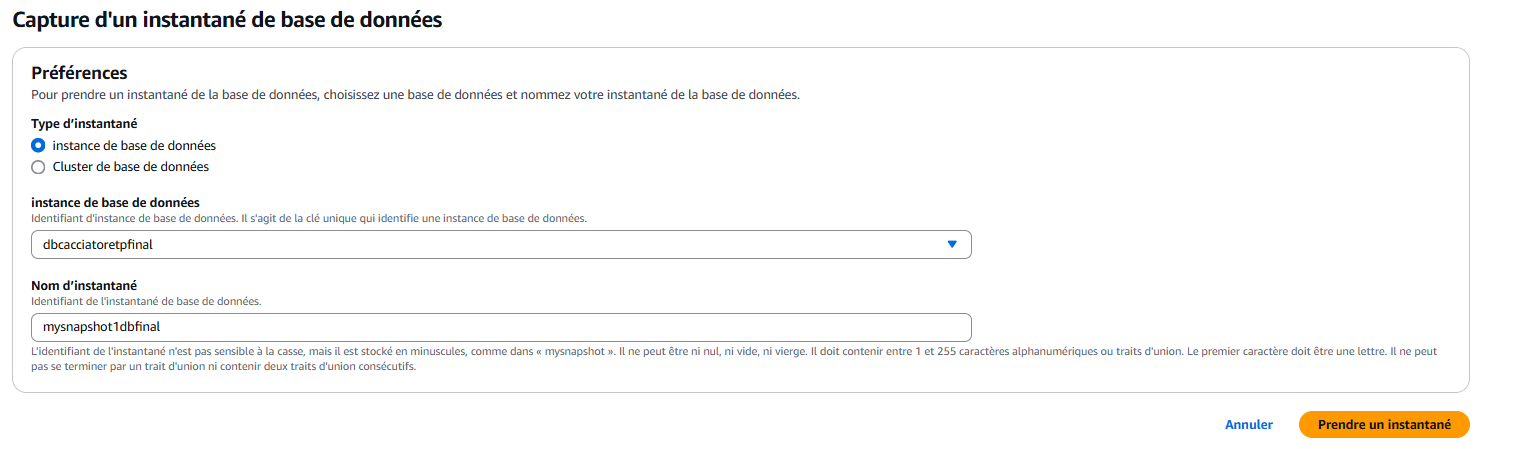 Capture d'un instantané de base de données
Préférences
Pour prendre un instantané de la base de données, choisissez une base de données et nommez votre instantané de la base de données.
Type d’instantané
instance de base de données
Cluster de base de données
instance de base de données
Identifiant d'instance de base de données. Il s'agit de la clé unique qui identifie une instance de base de données.
dbcacciatoretpfinal
Nom d’instantané
Identifiant de l'instantané de base de données.
mysnapshot1dbfinal
L'identifiant de l'instantané n'est pas sensible à la casse, mais il est stocké en minuscules, comme dans « mysnapshot ». Il ne peut être ni nul, ni vide, ni vierge. Il doit contenir entre 1 et 255 caractères alphanumériques ou traits d'union. Le premier caractère doit être une lettre. Il ne peut
pas se terminer par un trait d'union ni contenir deux traits d'union consécutifs.
Annuler
Prendre un instantané